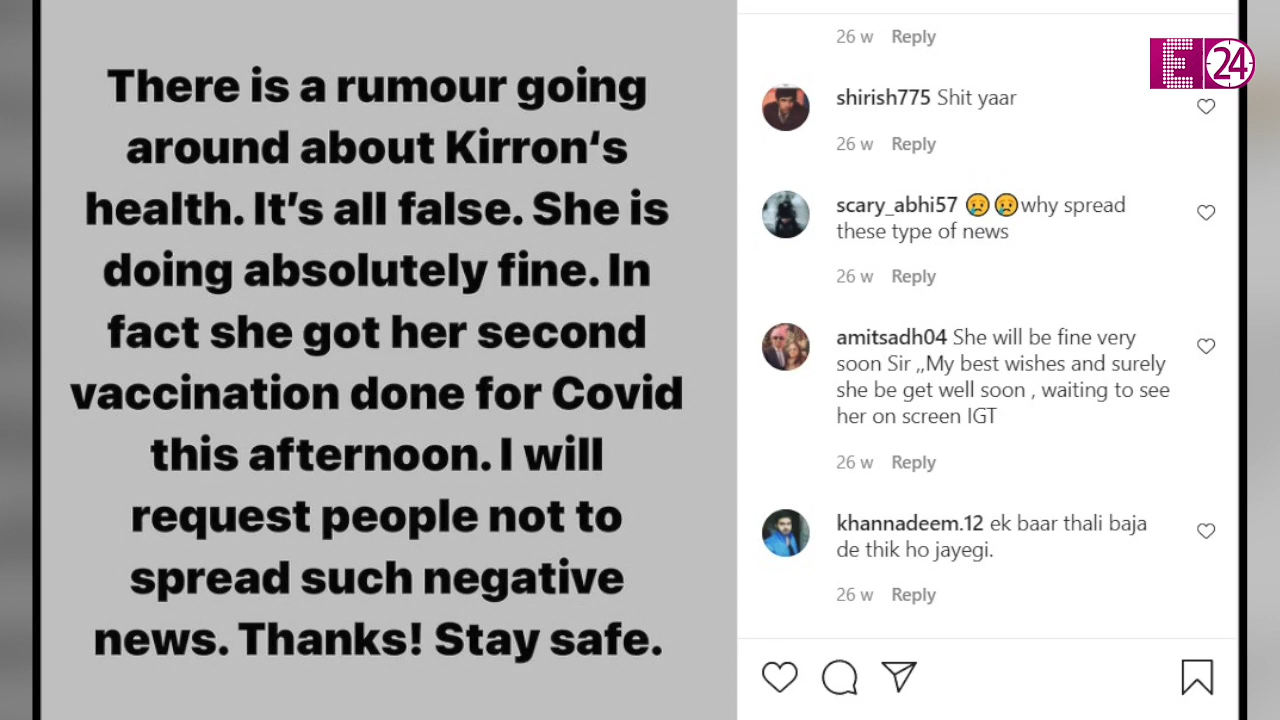 There is a rumour going
around about Kirron‘s
health. It’s all false. She is
doing absolutely fine. In
fact she got her second
vaccination done for Covid
this afternoon. I will
request people not to
spread such negative
news. Thanks! Stay safe.
26 w Reply
E 24
shirish775 Shit yaar
26 w Reply
scary_abhi57 😢😢why spread
these type of news
26 w Reply
amitsadh04 She will be fine very
soon Sir ,,My best wishes and surely
she be get well soon , waiting to see
her on screen IGT
26 w Reply
khannadeem.12 ek baar thali baja
de thik ho jayegi.
26 w Reply